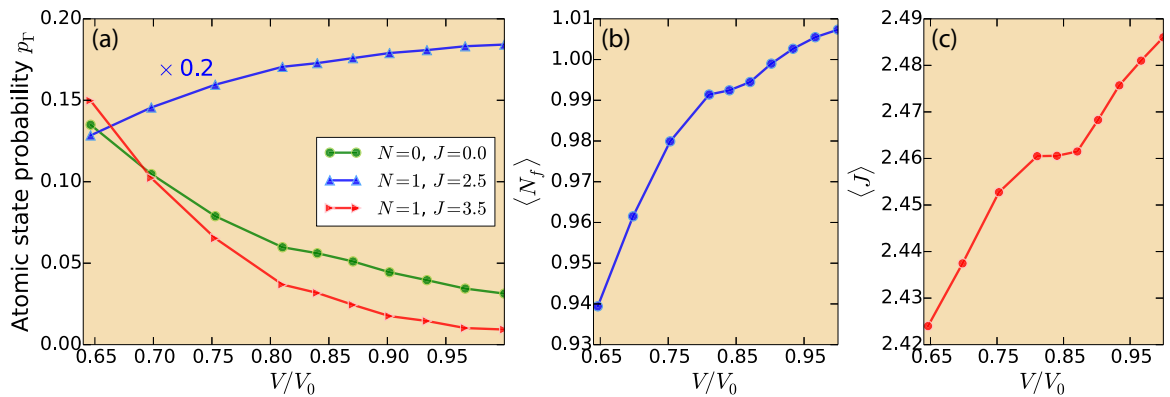 0.20
0.15
0.10
0.05
0.00
Atomic state probability p_Γ
(a)
× 0.2
N=0, J=0.0
N=1, J=2.5
N=1, J=3.5
0.65 0.70 0.75 0.80 0.85 0.90 0.95
V/V_0
1.01
1.00
0.99
0.98
0.97
0.96
0.95
0.94
0.93
⟨N_f⟩
(b)
0.65 0.75 0.85 0.95
V/V_0
2.49
2.48
2.47
2.46
2.45
2.44
2.43
2.42
⟨J⟩
(c)
0.65 0.75 0.85 0.95
V/V_0